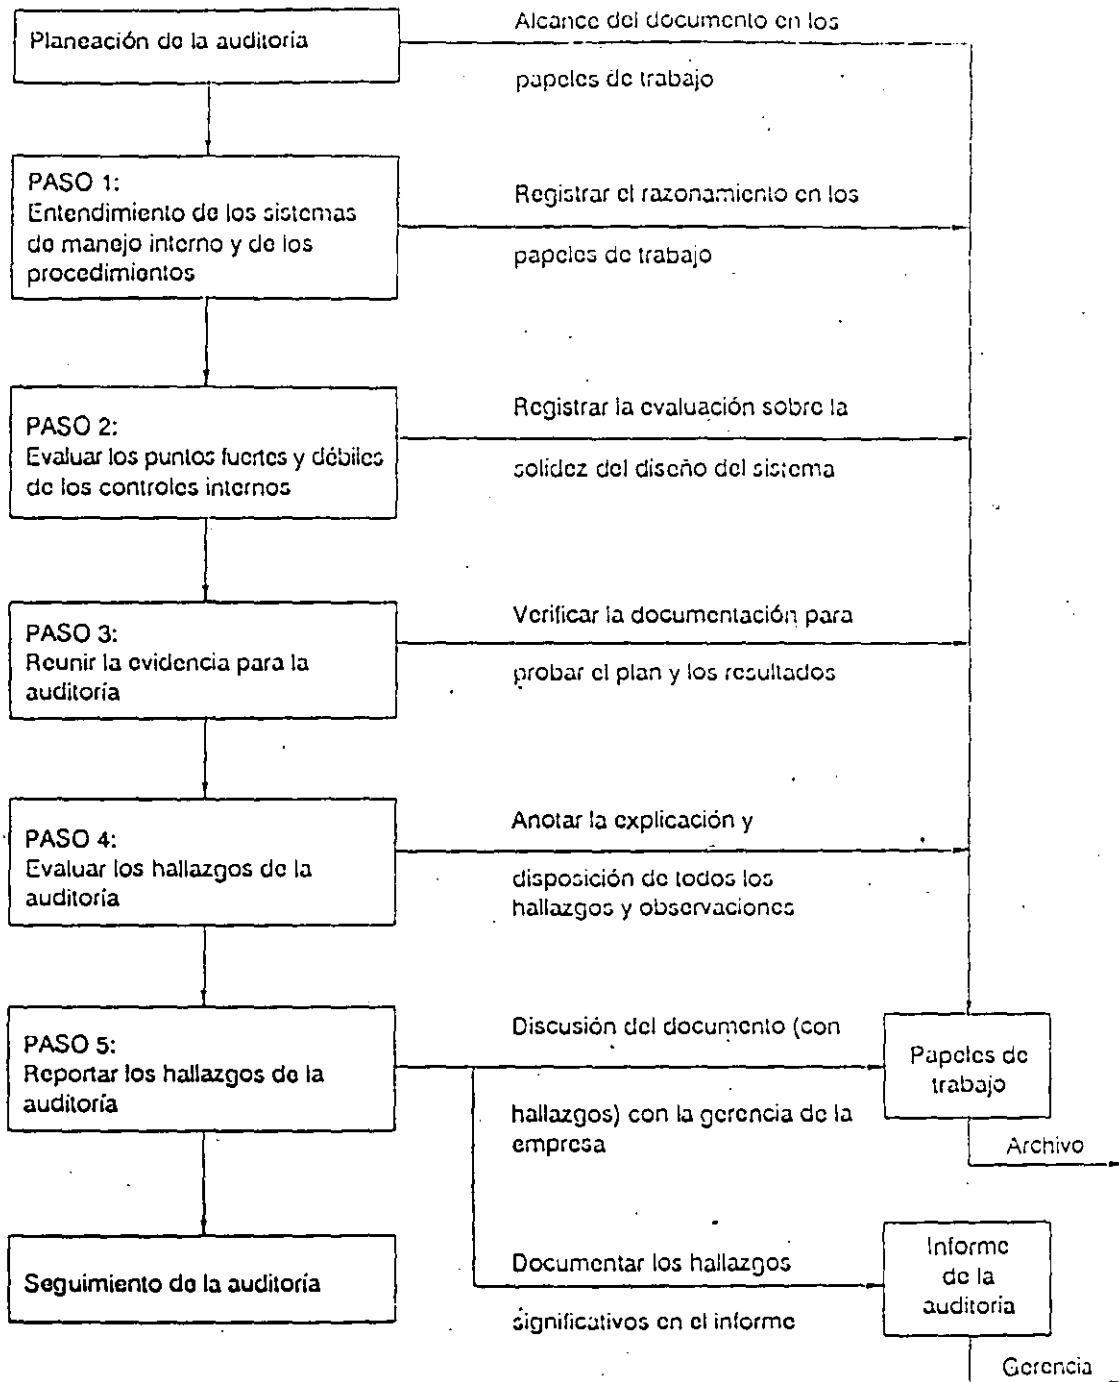 Planeación de la auditoría
Alcance del documento en los
papeles de trabajo
PASO 1:
Entendimiento de los sistemas
de manejo interno y de los
procedimientos
Registrar el razonamiento en los
papeles de trabajo
PASO 2:
Evaluar los puntos fuertes y débiles
de los controles internos
Registrar la evaluación sobre la
solidez del diseño del sistema
PASO 3:
Reunir la evidencia para la
auditoría
Verificar la documentación para
probar el plan y los resultados
PASO 4:
Evaluar los hallazgos de la
auditoría
Anotar la explicación y
disposición de todos los
hallazgos y observaciones
PASO 5:
Reportar los hallazgos de la
auditoría
Discusión del documento (con
hallazgos) con la gerencia de la
empresa
Papeles de
trabajo
Archivo
Seguimiento de la auditoría
Documentar los hallazgos
significativos en el informe
Informe
de la
auditoría
Gerencia